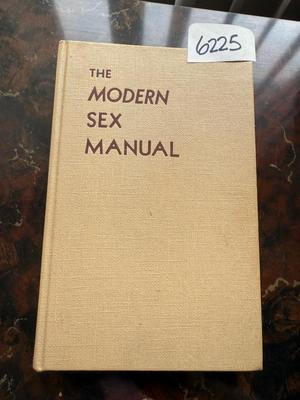 6225
THE
MODERN
SEX
MANUAL